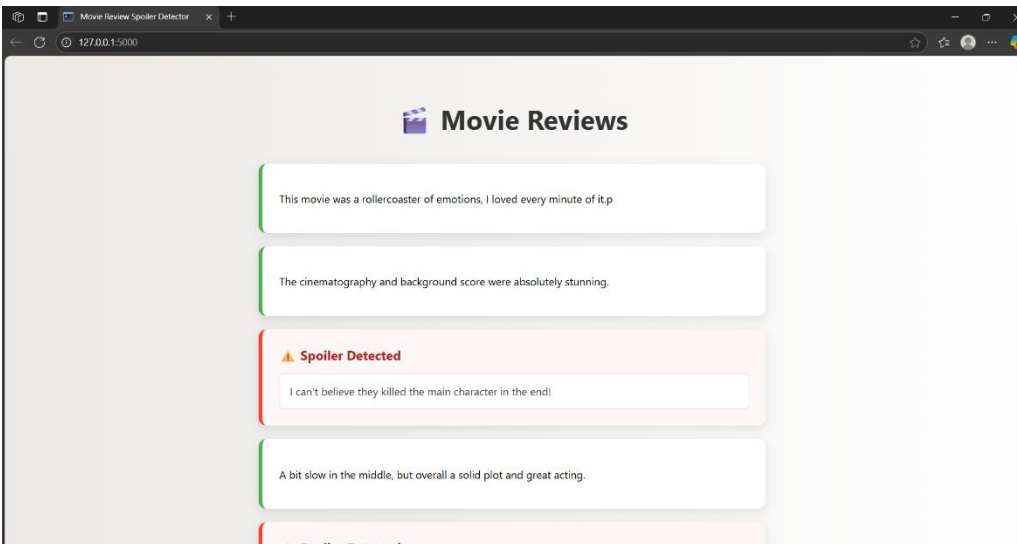 Movie Review Spoiler Detector
127.0.0.1:5000
Movie Reviews
This movie was a rollercoaster of emotions, I loved every minute of it.p
The cinematography and background score were absolutely stunning.
Spoiler Detected
I can't believe they killed the main character in the end!
A bit slow in the middle, but overall a solid plot and great acting.